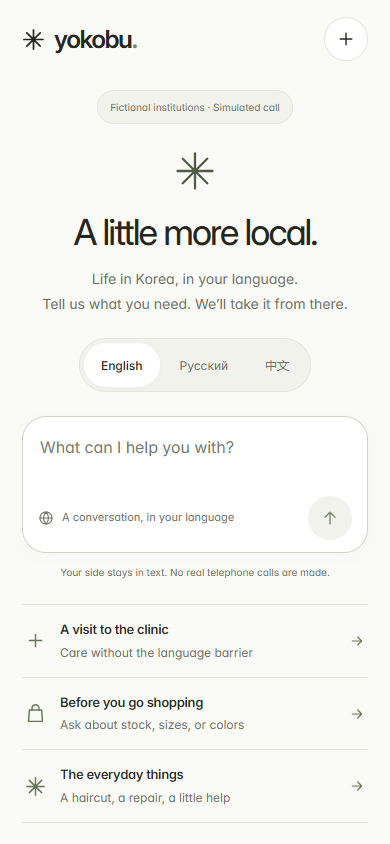 yokobu.
Fictional institutions · Simulated call
A little more local.
Life in Korea, in your language.
Tell us what you need. We’ll take it from there.
English Русский 中文
What can I help you with?
A conversation, in your language
Your side stays in text. No real telephone calls are made.
A visit to the clinic
Care without the language barrier
Before you go shopping
Ask about stock, sizes, or colors
The everyday things
A haircut, a repair, a little help